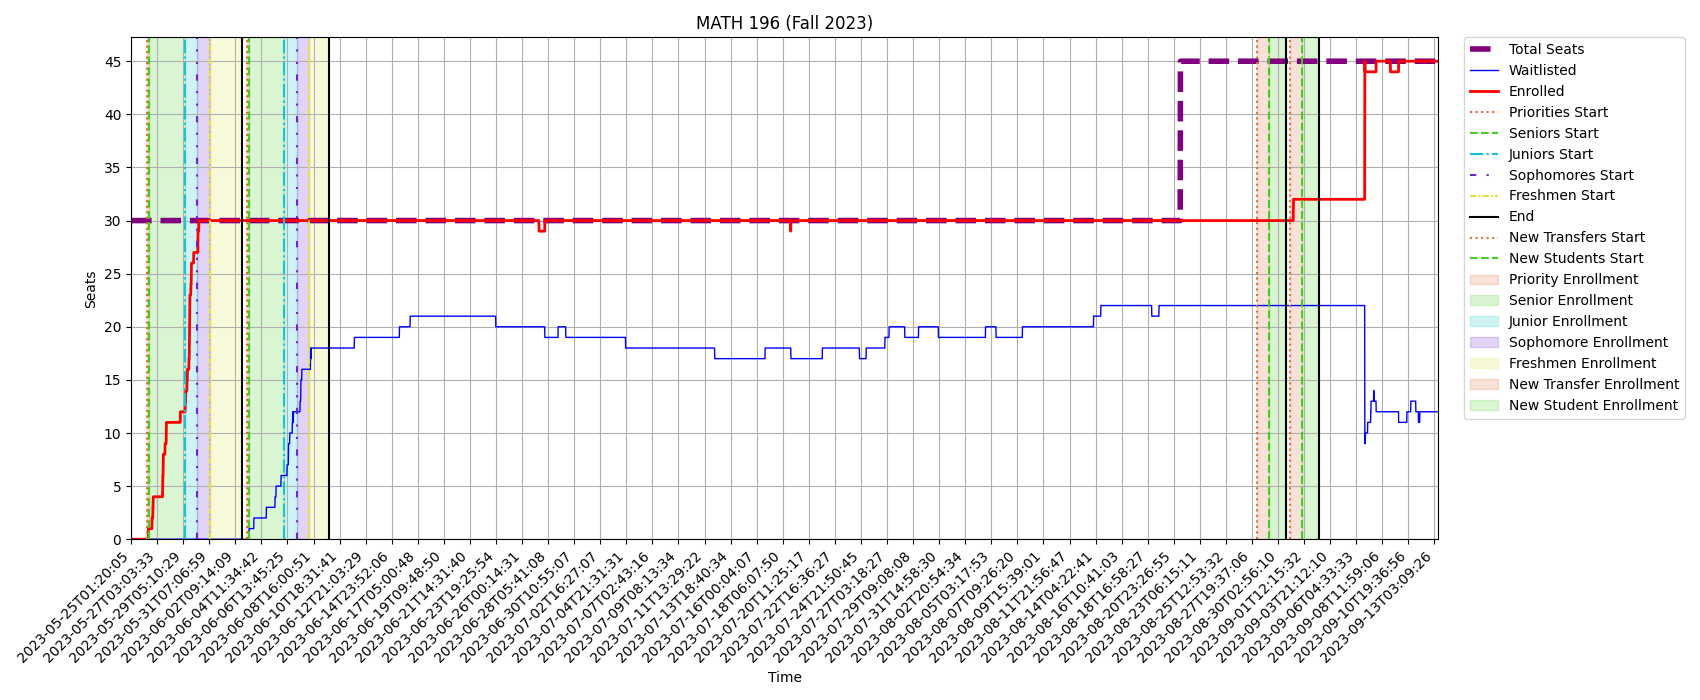 MATH 196 (Fall 2023)
Seats
45
40
35
30
25
20
15
10
5
0
2023-05-25T01:20:05
2023-05-27T03:03:33
2023-05-29T05:10:29
2023-05-31T07:06:59
2023-06-02T09:14:09
2023-06-04T11:34:42
2023-06-06T13:45:25
2023-06-08T16:00:51
2023-06-10T18:31:41
2023-06-12T21:03:29
2023-06-14T23:52:06
2023-06-17T05:00:48
2023-06-19T09:48:50
2023-06-21T14:31:40
2023-06-23T19:25:54
2023-06-26T00:14:31
2023-06-28T05:41:08
2023-06-30T10:55:07
2023-07-02T16:27:07
2023-07-04T21:31:31
2023-07-07T02:43:16
2023-07-09T08:13:34
2023-07-11T13:29:22
2023-07-13T18:40:34
2023-07-16T00:04:07
2023-07-18T06:07:50
2023-07-20T11:25:17
2023-07-22T16:36:27
2023-07-24T21:50:45
2023-07-27T03:18:27
2023-07-29T09:08:08
2023-07-31T14:58:30
2023-08-02T20:54:34
2023-08-05T03:17:53
2023-08-07T09:26:20
2023-08-09T15:39:01
2023-08-11T21:56:47
2023-08-14T04:22:41
2023-08-16T10:41:03
2023-08-18T16:58:27
2023-08-20T23:26:55
2023-08-23T06:15:11
2023-08-25T12:53:32
2023-08-27T19:37:06
2023-08-30T02:56:10
2023-09-01T12:15:32
2023-09-03T21:12:10
2023-09-06T04:33:33
2023-09-08T11:59:06
2023-09-10T19:36:56
2023-09-13T03:09:26
Time
Total Seats
Waitlisted
Enrolled
Priorities Start
Seniors Start
Juniors Start
Sophomores Start
Freshmen Start
End
New Transfers Start
New Students Start
Priority Enrollment
Senior Enrollment
Junior Enrollment
Sophomore Enrollment
Freshmen Enrollment
New Transfer Enrollment
New Student Enrollment